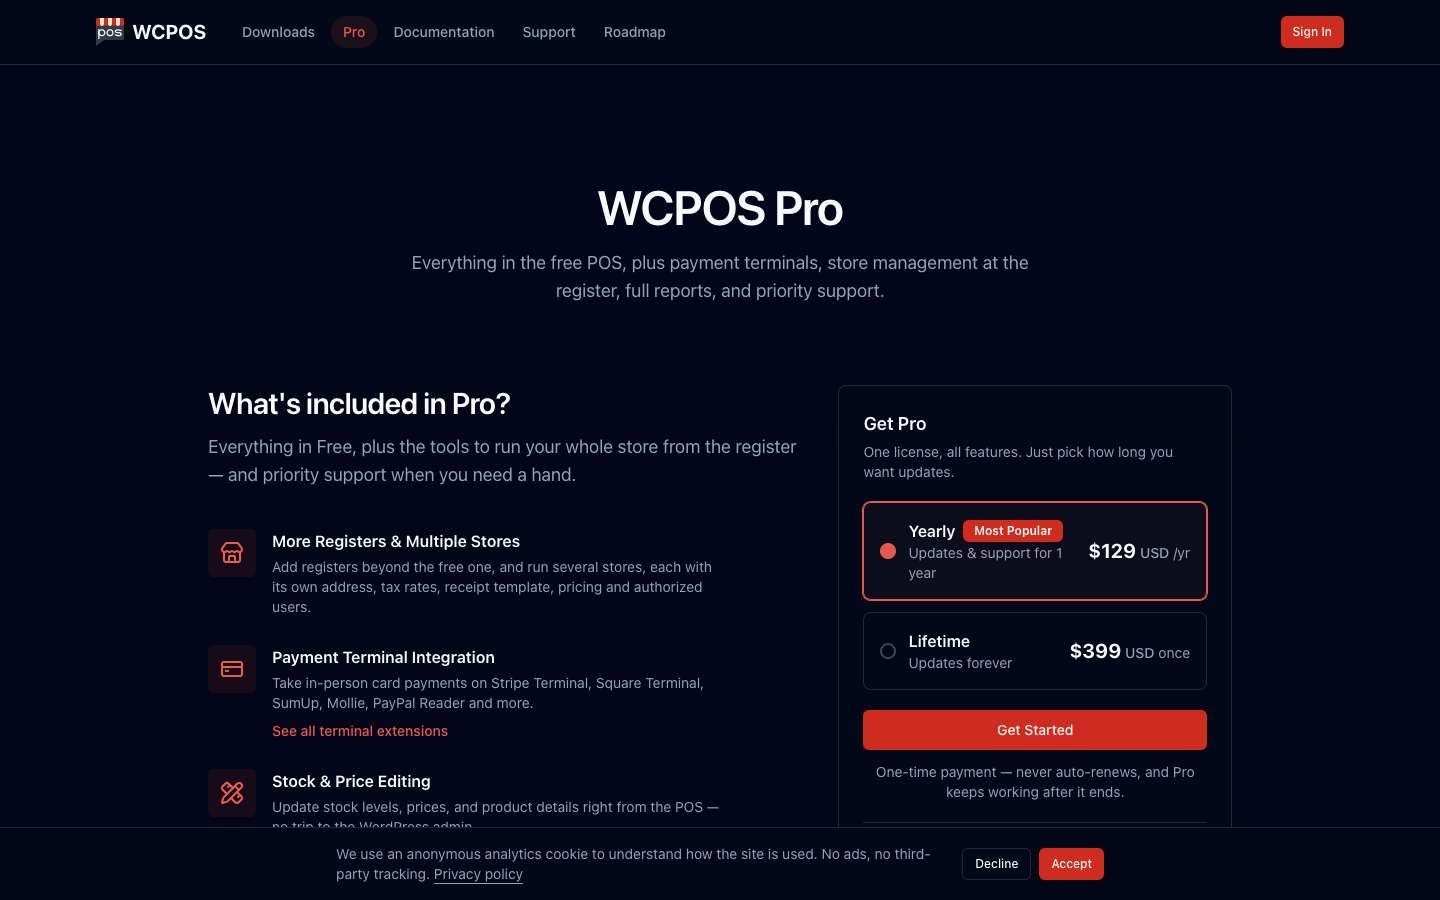 pos WCPOS Downloads Pro Documentation Support Roadmap Sign In
WCPOS Pro
Everything in the free POS, plus payment terminals, store management at the
register, full reports, and priority support.
What's included in Pro?
Everything in Free, plus the tools to run your whole store from the register
— and priority support when you need a hand.
More Registers & Multiple Stores
Add registers beyond the free one, and run several stores, each with
its own address, tax rates, receipt template, pricing and authorized
users.
Payment Terminal Integration
Take in-person card payments on Stripe Terminal, Square Terminal,
SumUp, Mollie, PayPal Reader and more.
See all terminal extensions
Stock & Price Editing
Update stock levels, prices, and product details right from the POS —
no trip to the WordPress admin
Get Pro
One license, all features. Just pick how long you
want updates.
Yearly Most Popular
Updates & support for 1
year
$129 USD /yr
Lifetime
Updates forever
$399 USD once
Get Started
One-time payment — never auto-renews, and Pro
keeps working after it ends.
We use an anonymous analytics cookie to understand how the site is used. No ads, no third-
party tracking. Privacy policy
Decline Accept